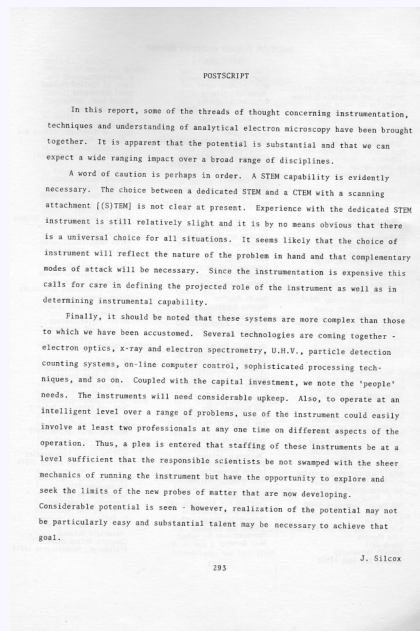 POSTSCRIPT
In this report, some of the threads of thought concerning instrumentation,
techniques and understanding of analytical electron microscopy have been brought
together. It is apparent that the potential is substantial and that we can
expect a wide ranging impact over a broad range of disciplines.
A word of caution is perhaps in order. A STEM capability is evidently
necessary. The choice between a dedicated STEM and a CTEM with a scanning
attachment [(S)TEM] is not clear at present. Experience with the dedicated STEM
instrument is still relatively slight and it is by no means obvious that there
is a universal choice for all situations. It seems likely that the choice of
instrument will reflect the nature of the problem in hand and that complementary
modes of attack will be necessary. Since the instrumentation is expensive this
calls for care in defining the projected role of the instrument as well as in
determining instrumental capability.
Finally, it should be noted that these systems are more complex than those
to which we have been accustomed. Several technologies are coming together -
electron optics, x-ray and electron spectrometry, U.H.V., particle detection
counting systems, on-line computer control, sophisticated processing tech-
niques, and so on. Coupled with the capital investment, we note the 'people'
needs. The instruments will need considerable upkeep. Also, to operate at an
intelligent level over a range of problems, use of the instrument could easily
involve at least two professionals at any one time on different aspects of the
operation. Thus, a plea is entered that staffing of these instruments be at a
level sufficient that the responsible scientists be not swamped with the sheer
mechanics of running the instrument but have the opportunity to explore and
seek the limits of the new probes of matter that are now developing.
Considerable potential is seen - however, realization of the potential may not
be particularly easy and substantial talent may be necessary to achieve that
goal.
J. Silcox
293